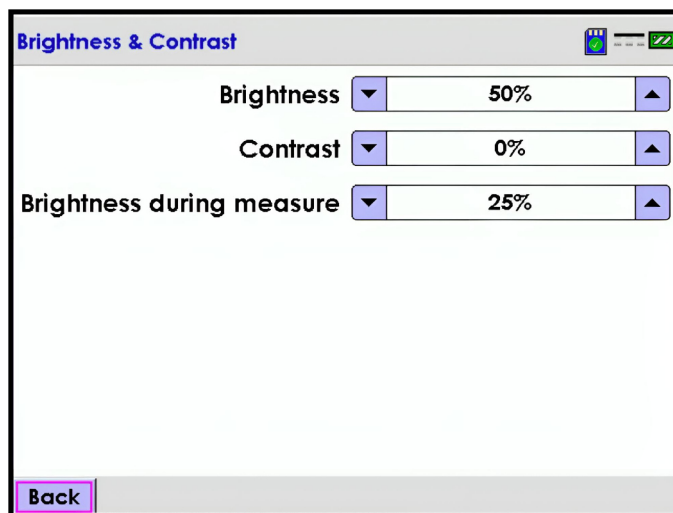 Brightness & Contrast
Brightness 50%
Contrast 0%
Brightness during measure 25%
Back